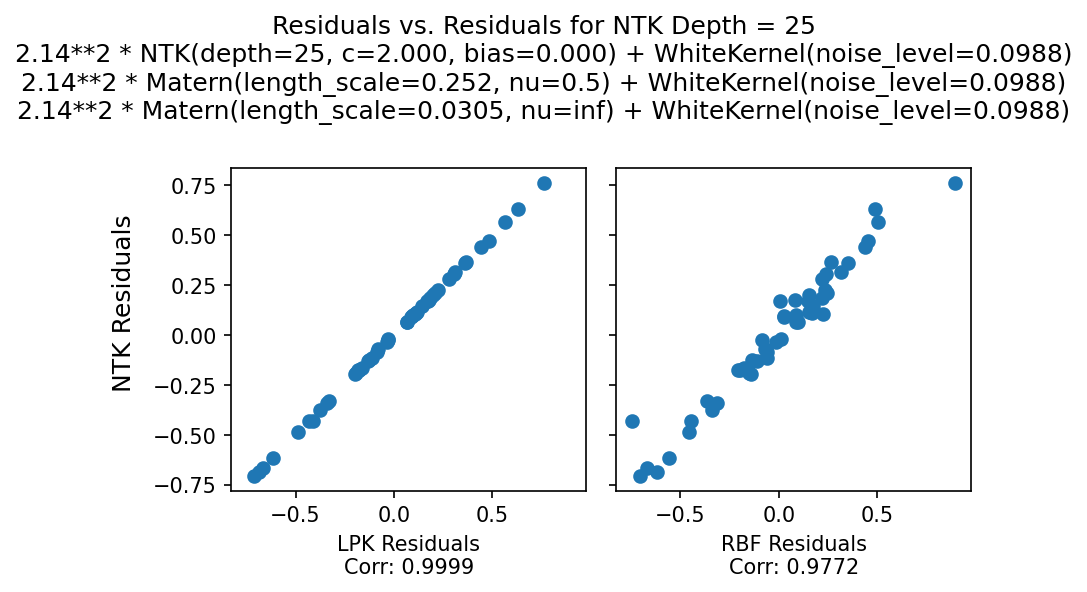 Residuals vs. Residuals for NTK Depth = 25
2.14**2 * NTK(depth=25, c=2.000, bias=0.000) + WhiteKernel(noise_level=0.0988)
2.14**2 * Matern(length_scale=0.252, nu=0.5) + WhiteKernel(noise_level=0.0988)
2.14**2 * Matern(length_scale=0.0305, nu=inf) + WhiteKernel(noise_level=0.0988)
NTK Residuals
0.75
0.50
0.25
0.00
−0.25
−0.50
−0.75
−0.5 0.0 0.5
LPK Residuals
Corr: 0.9999
−0.5 0.0 0.5
RBF Residuals
Corr: 0.9772